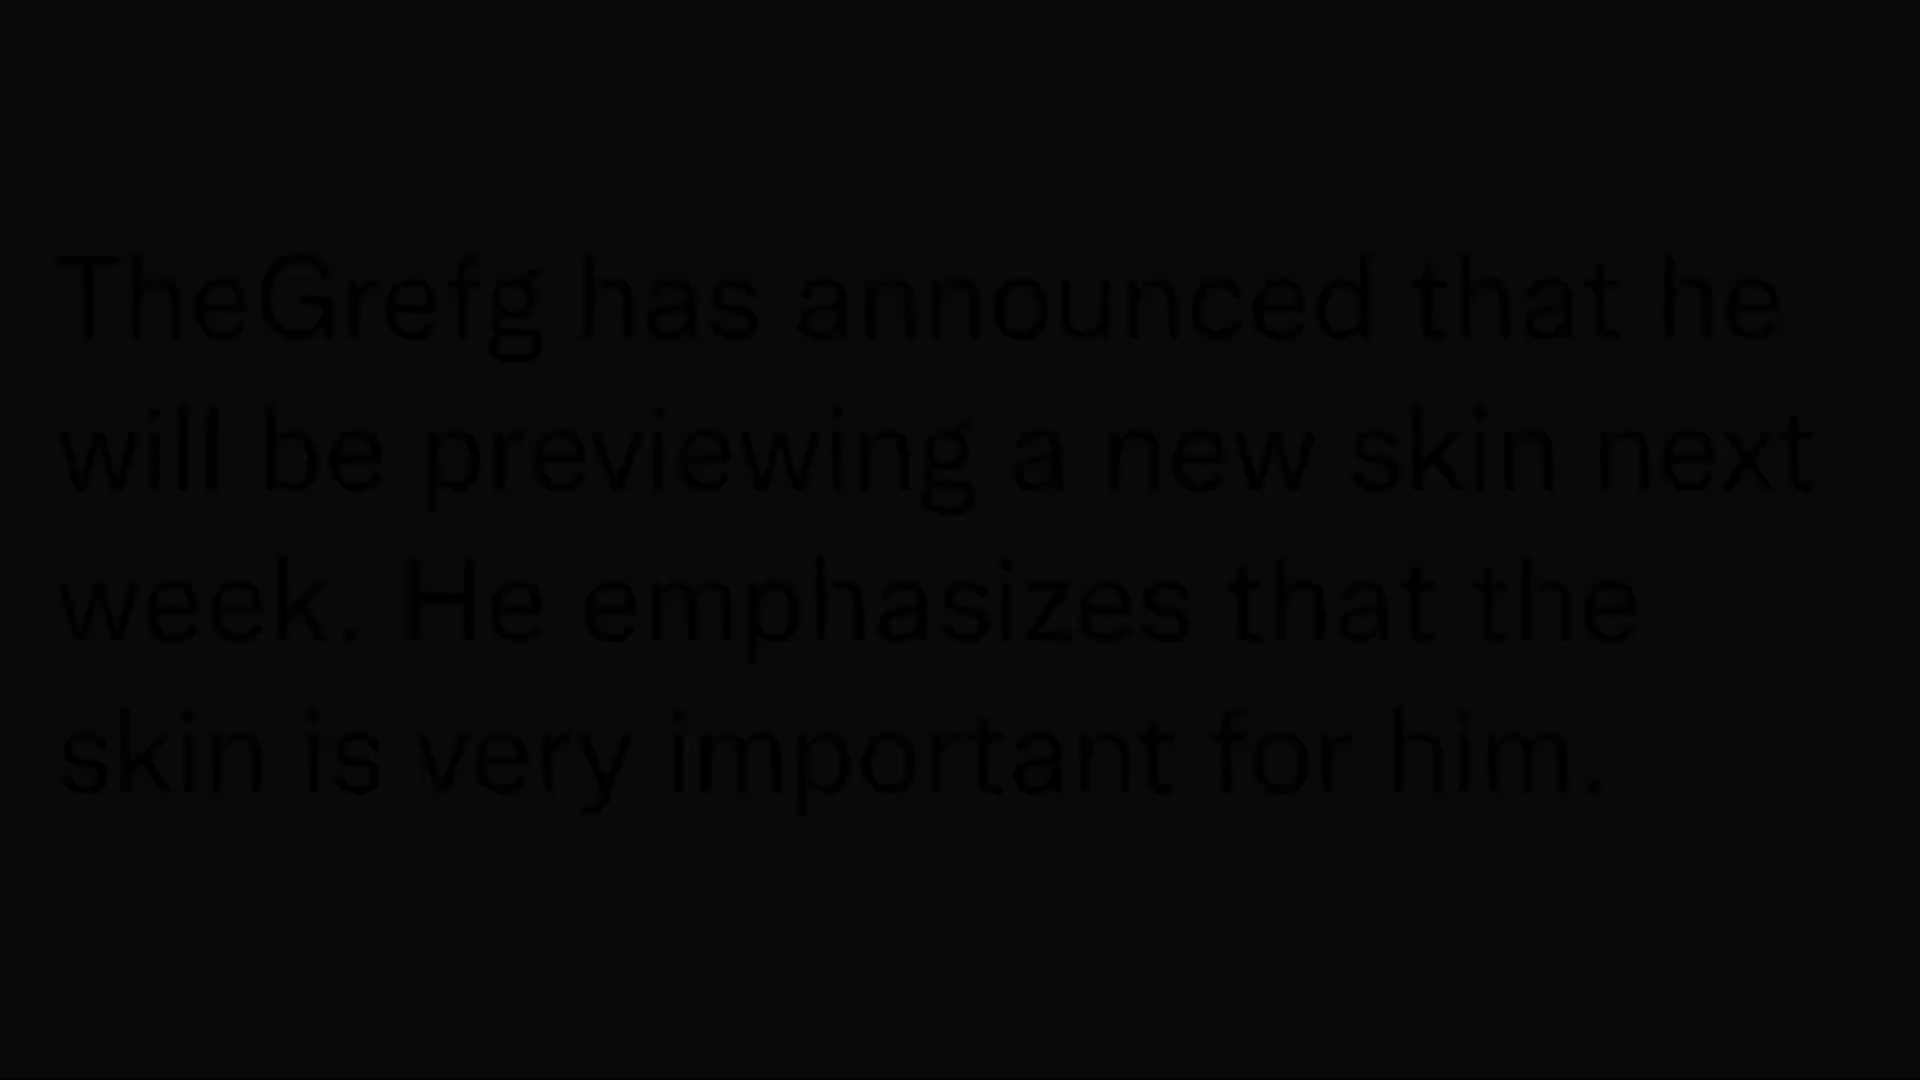 TheGrefg has announced that he
will be previewing a new skin next
week. He emphasizes that the
skin is very important for him.